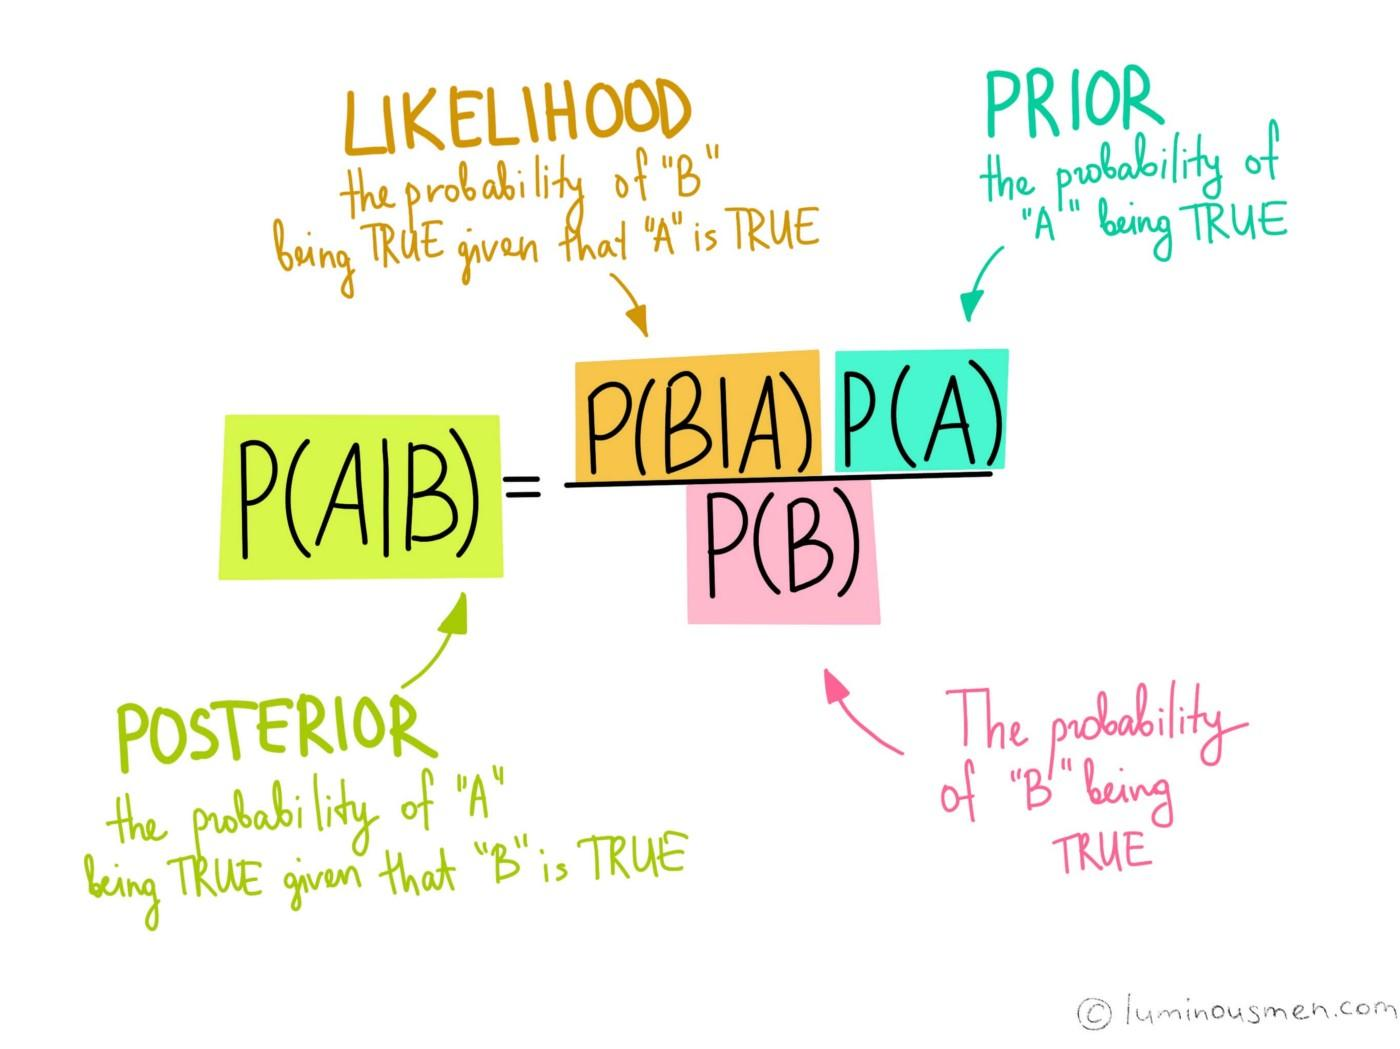 LIKELIHOOD
the probability of "B"
being TRUE given that "A" is TRUE
PRIOR
the probability of
"A" being TRUE
P(A|B) = P(B|A) P(A)
P(B)
POSTERIOR
the probability of "A"
being TRUE given that "B" is TRUE
The probability
of "B" being
TRUE
© luminousmen.com